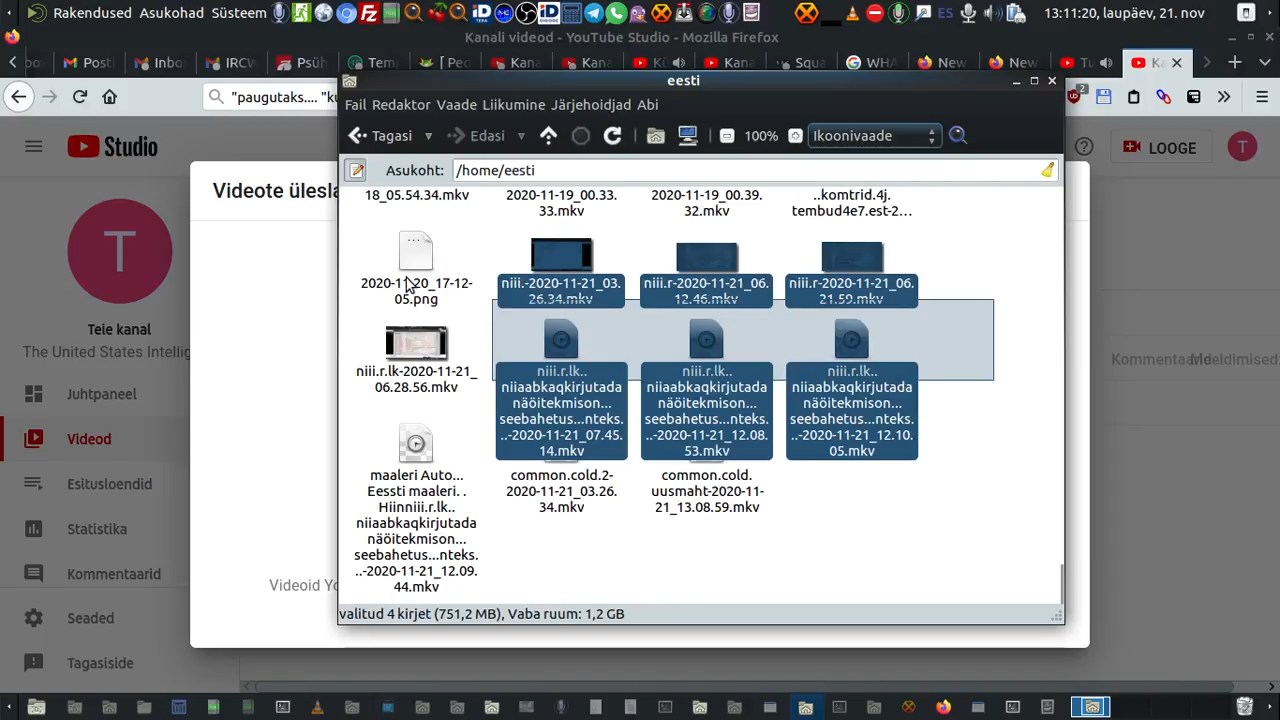 Rakendused Asukohad Süsteem
ES
13:11:20, laupäev, 21. nov
Kanali videod - YouTube Studio - Mozilla Firefox
Posti
Inbo
IRCW
Psüh
Tem
Kana
Kana
Kana
Squa
WHA
New
New
"paugutaks.... "ku
2
Studio
LOOGE
T
T
Teie kanal
The United States Intellig
Juhtpaneel
Videod
Esitusloendid
Statistika
Kommentaarid
Seaded
Tagasiside
Videote ülesla
Videoid Yo
eesti
Fail Redaktor Vaade Liikumine Järjehoidjad Abi
Tagasi
Edasi
100%
Ikoonivaade
Asukoht:
/home/eesti
18_05.54.34.mkv
2020-11-19_00.33.
33.mkv
2020-11-19_00.39.
32.mkv
..komtrid.4j.
tembud4e7.est-2...
2020-11-20_17-12-
05.png
niii.-2020-11-21_03.
26.34.mkv
niii.r-2020-11-21_06.
12.46.mkv
niii.r-2020-11-21_06.
21.59.mkv
niii.r.lk-2020-11-21_
06.28.56.mkv
niii.r.lk..
niiaabkaqkirjutada
näöitekmison...
seebahetus...nteks.
..-2020-11-21_07.45.
14.mkv
niii.r.lk..
niiaabkaqkirjutada
näöitekmison...
seebahetus...nteks.
..-2020-11-21_12.08.
53.mkv
niii.r.lk..
niiaabkaqkirjutada
näöitekmison...
seebahetus...nteks.
..-2020-11-21_12.10.
05.mkv
maaleri Auto...
Eessti maaleri. .
Hiinniii.r.lk..
niiaabkaqkirjutada
näöitekmison...
seebahetus...nteks.
..-2020-11-21_12.09.
44.mkv
common.cold.2-
2020-11-21_03.26.
34.mkv
common.cold.
uusmaht-2020-11-
21_13.08.59.mkv
valitud 4 kirjet (751,2 MB), Vaba ruum: 1,2 GB